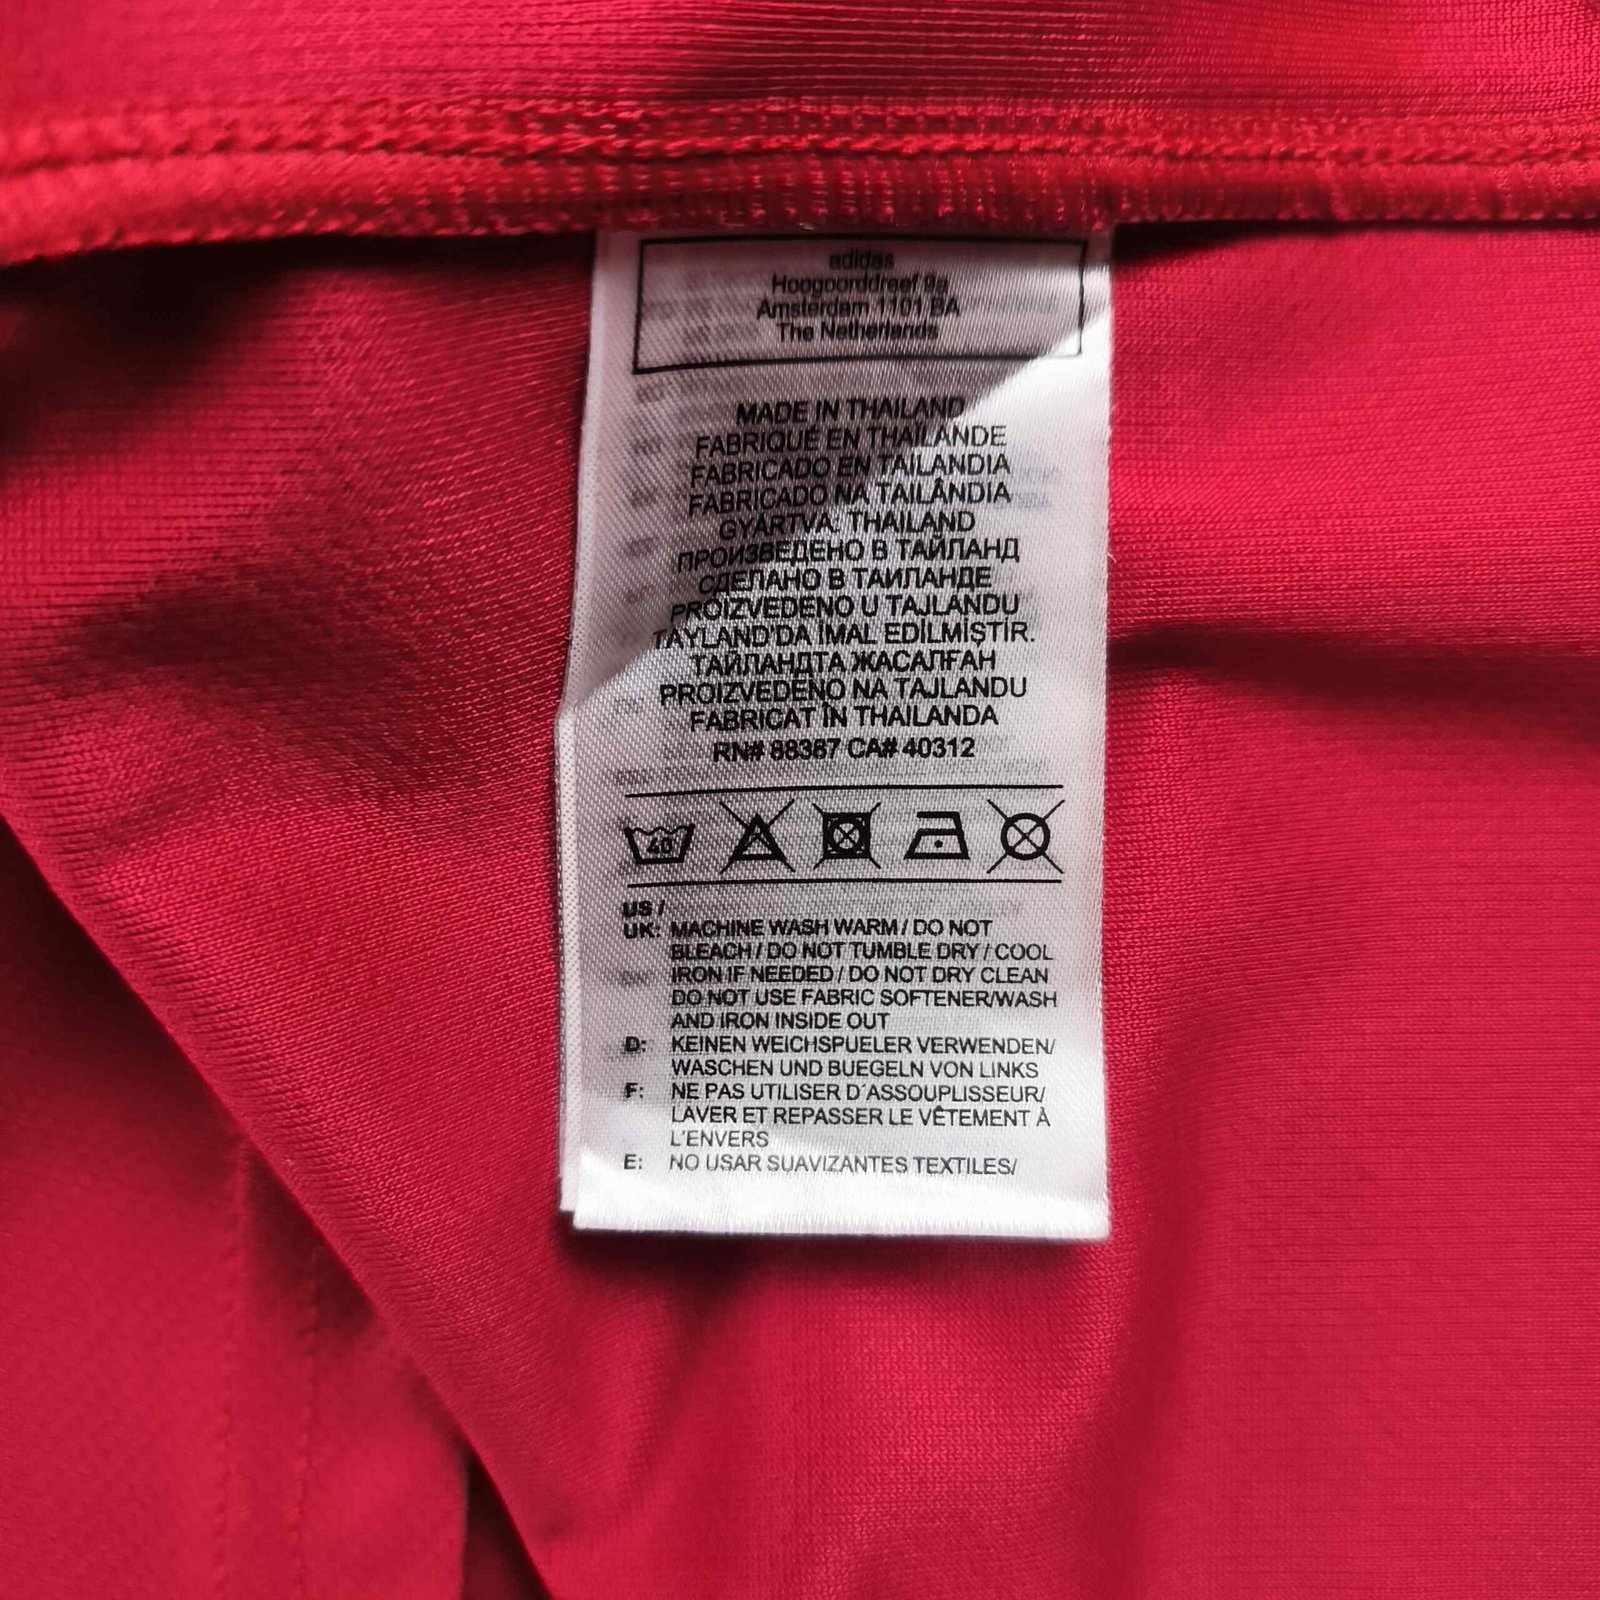 adidas
Hoogoorddreef 9a
Amsterdam 1101 BA
The Netherlands
MADE IN THAILAND
FABRIQUÉ EN THAÏLANDE
FABRICADO EN TAILANDIA
FABRICADO NA TAILÂNDIA
GYÁRTVA: THAILAND
ПРОИЗВЕДЕНО В ТАЙЛАНД
СДЕЛАНО В ТАИЛАНДЕ
PROIZVEDENO U TAJLANDU
TAYLAND'DA İMAL EDİLMİŞTİR.
ТАЙЛАНДТА ЖАСАЛҒАН
PROIZVEDENO NA TAJLANDU
FABRICAT ÎN THAILANDA
RN# 88387 CA# 40312
40
US /
UK: MACHINE WASH WARM / DO NOT
BLEACH / DO NOT TUMBLE DRY / COOL
IRON IF NEEDED / DO NOT DRY CLEAN
DO NOT USE FABRIC SOFTENER/WASH
AND IRON INSIDE OUT
D: KEINEN WEICHSPUELER VERWENDEN/
WASCHEN UND BUEGELN VON LINKS
F: NE PAS UTILISER D´ASSOUPLISSEUR/
LAVER ET REPASSER LE VÊTEMENT À
L'ENVERS
E: NO USAR SUAVIZANTES TEXTILES/